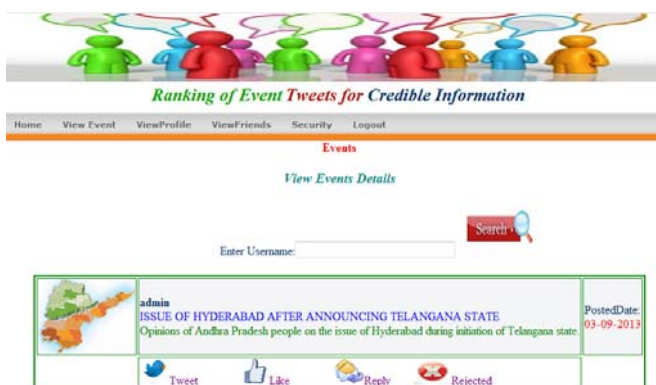 Ranking of Event Tweets for Credible Information
Home View Event ViewProfile ViewFriends Security Logout
Events
View Events Details
Search
Enter Username:
admin
ISSUE OF HYDERABAD AFTER ANNOUNCING TELANGANA STATE
Opinions of Andhra Pradesh people on the issue of Hyderabad during initiation of Telangana state.
PostedDate:
03-09-2013
Tweet Like Reply Rejected